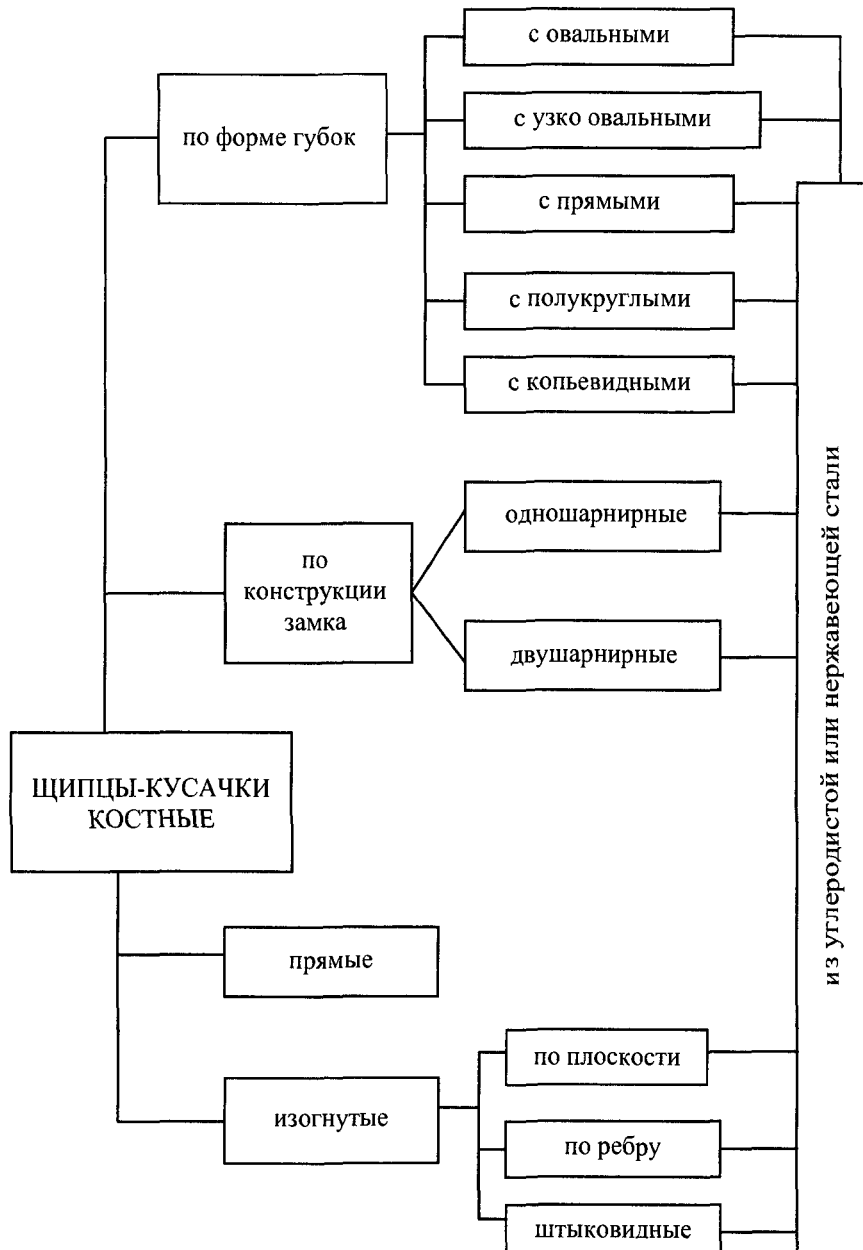 с овальными
по форме губок
с узко овальными
с прямыми
с полукруглыми
с копьевидными
одношарнирные
по
конструкции
замка
двушарнирные
ЩИПЦЫ-КУСАЧКИ
КОСТНЫЕ
прямые
по плоскости
изогнутые
по ребру
штыковидные
из углеродистой или нержавеющей стали